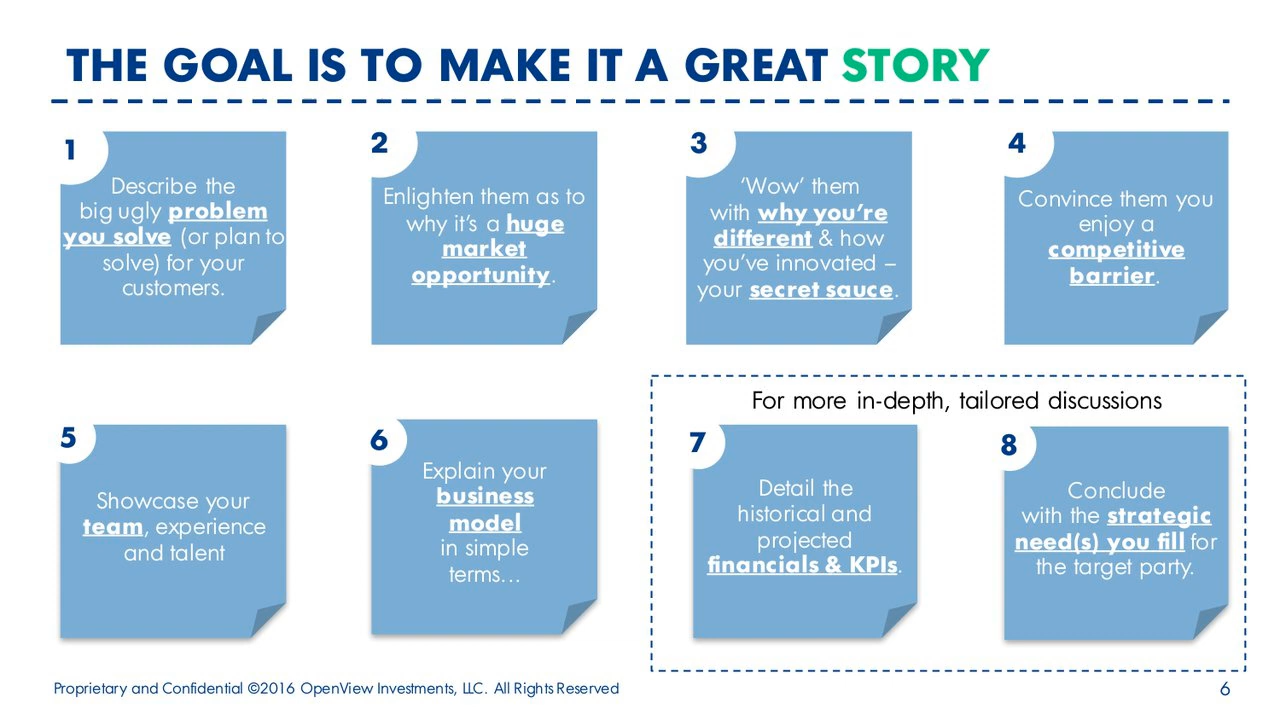 THE GOAL IS TO MAKE IT A GREAT STORY
1
Describe the
big ugly problem
you solve (or plan to
solve) for your
customers.
2
Enlighten them as to
why it's a huge
market
opportunity.
3
‘Wow’ them
with why you’re
different & how
you’ve innovated –
your secret sauce.
4
Convince them you
enjoy a
competitive
barrier.
5
Showcase your
team, experience
and talent
6
Explain your
business
model
in simple
terms…
For more in-depth, tailored discussions
7
Detail the
historical and
projected
financials & KPIs.
8
Conclude
with the strategic
need(s) you fill for
the target party.
Proprietary and Confidential ©2016 OpenView Investments, LLC. All Rights Reserved
6